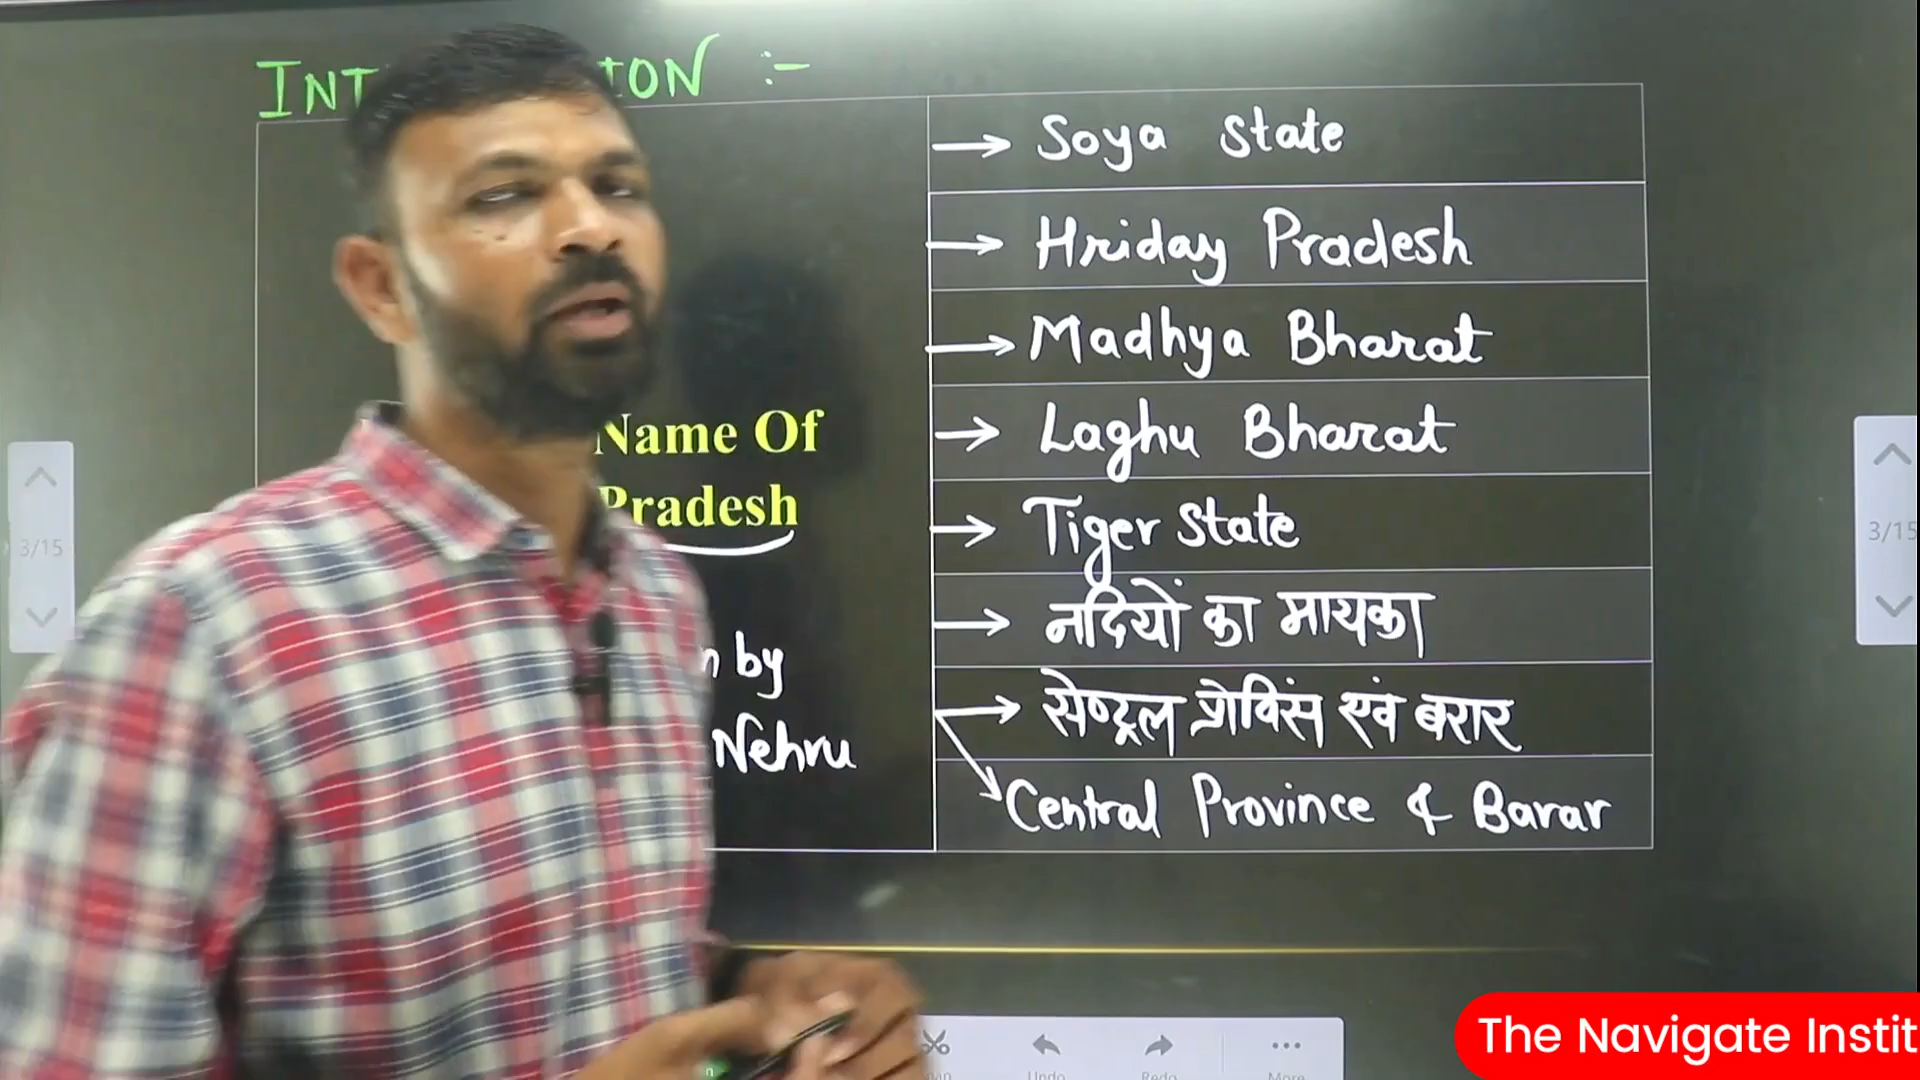 INT ION :-
Name Of
Pradesh
by
Nehru
→ Soya State
→ Hriday Pradesh
→ Madhya Bharat
→ Laghu Bharat
→ Tiger State
→ नदियों का मायका
→ सेण्ट्रल प्रोविंस एवं बरार
Central Province & Barar
3/15
3/15
Undo
Redo
More
The Navigate Instit